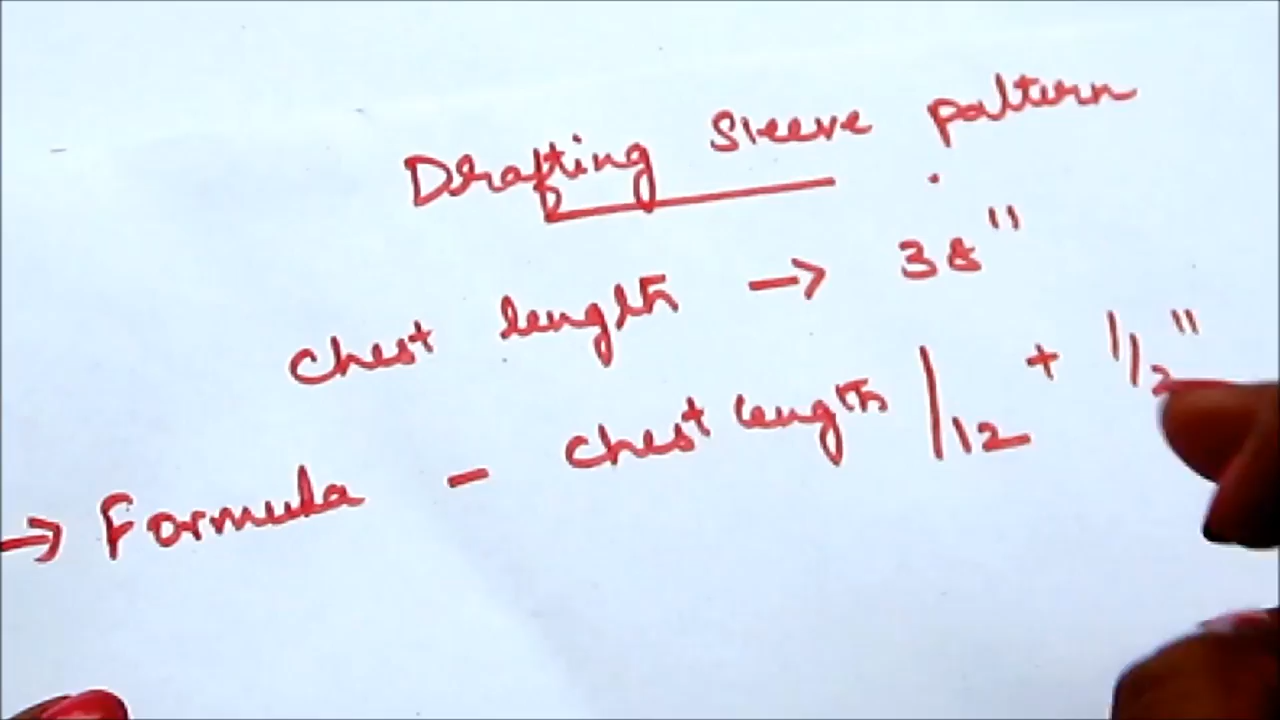 Drafting Sleeve pattern
chest length → 38"
→ Formula - chest length /12 + 1/2"